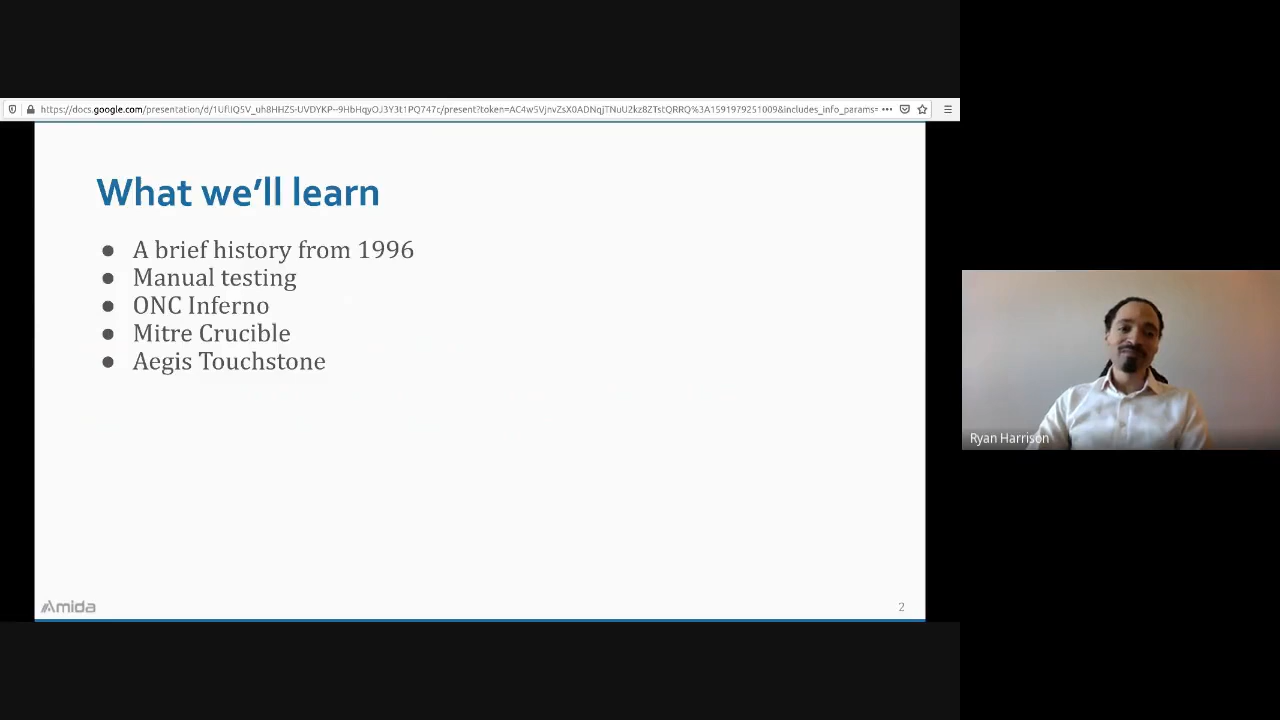 What we'll learn
● A brief history from 1996
● Manual testing
● ONC Inferno
● Mitre Crucible
● Aegis Touchstone
Amida
2
Ryan Harrison